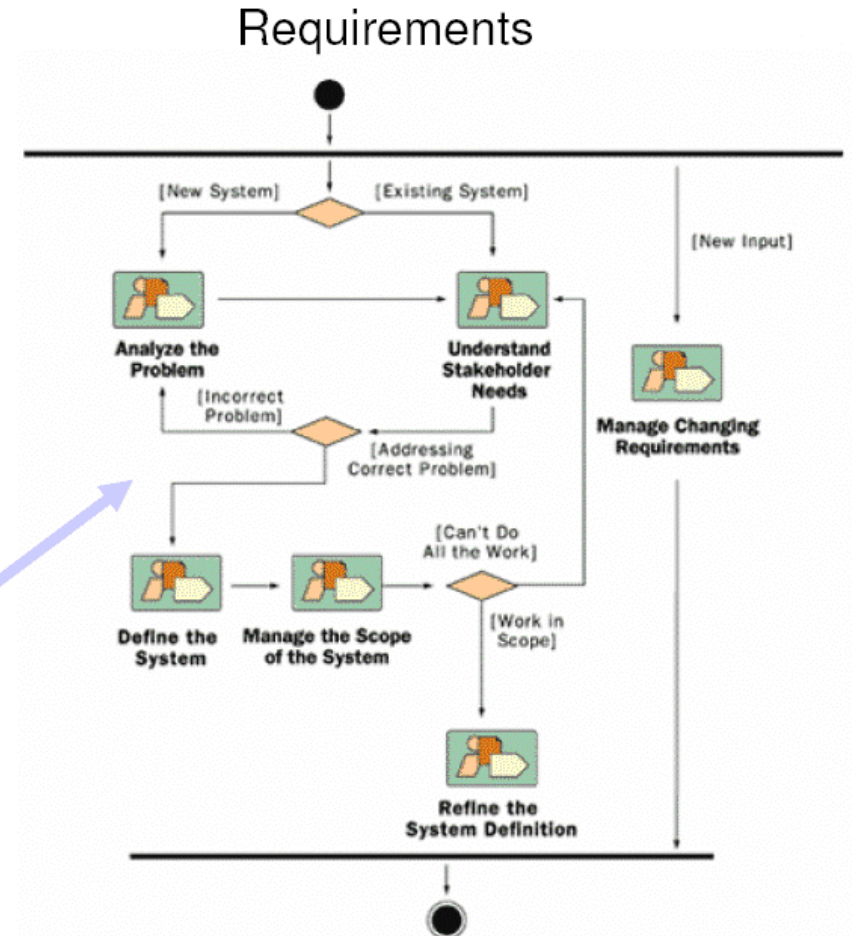 Requirements
[New System]
[Existing System]
[New Input]
Analyze the
Problem
Understand
Stakeholder
Needs
Manage Changing
Requirements
[Incorrect
Problem]
[Addressing
Correct Problem]
[Can't Do
All the Work]
Define the
System
Manage the Scope
of the System
[Work in
Scope]
Refine the
System Definition